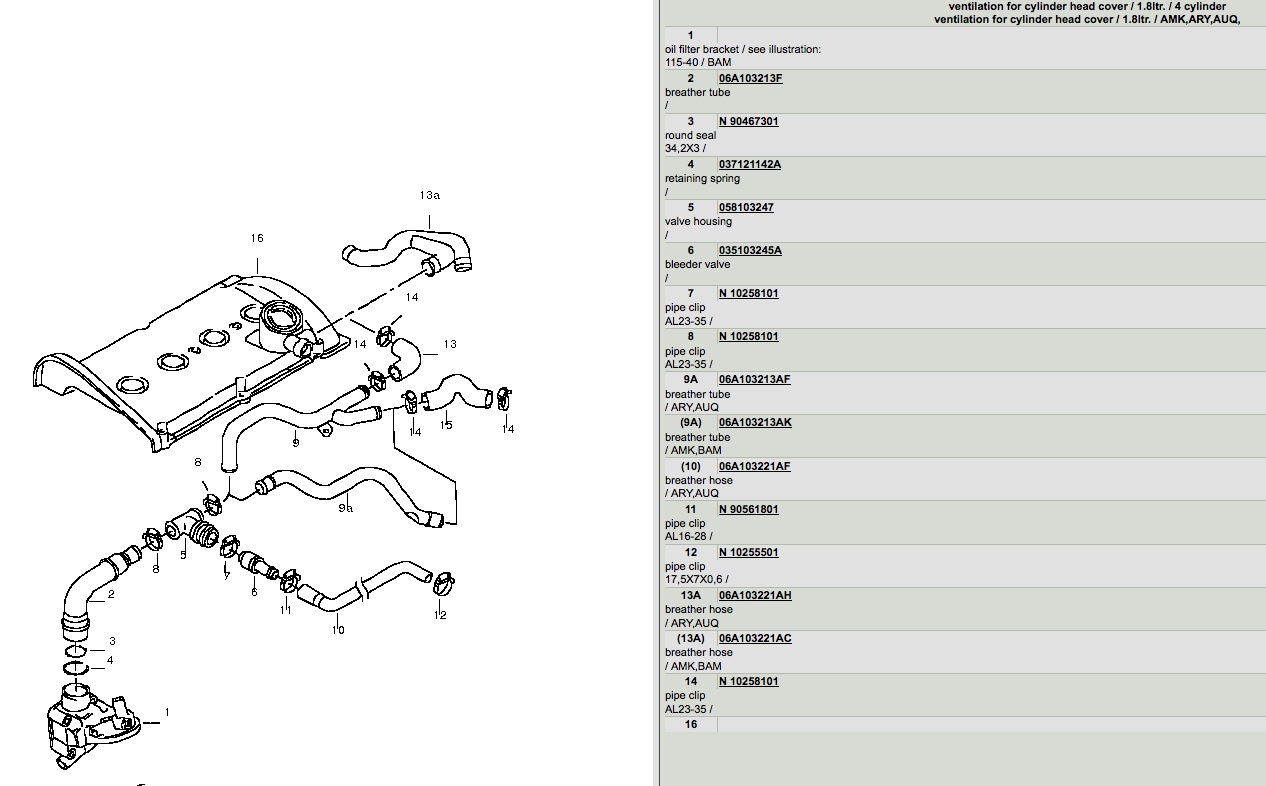 13a
16
14
14
13
9
14
15
14
8
9a
8
5
7
6
11
10
12
2
3
4
1
ventilation for cylinder head cover / 1.8ltr. / 4 cylinder
ventilation for cylinder head cover / 1.8ltr. / AMK,ARY,AUQ,
1
oil filter bracket / see illustration:
115-40 / BAM
2 06A103213F
breather tube
/
3 N 90467301
round seal
34,2X3 /
4 037121142A
retaining spring
/
5 058103247
valve housing
/
6 035103245A
bleeder valve
/
7 N 10258101
pipe clip
AL23-35 /
8 N 10258101
pipe clip
AL23-35 /
9A 06A103213AF
breather tube
/ ARY,AUQ
(9A) 06A103213AK
breather tube
/ AMK,BAM
(10) 06A103221AF
breather hose
/ ARY,AUQ
11 N 90561801
pipe clip
AL16-28 /
12 N 10255501
pipe clip
17,5X7X0,6 /
13A 06A103221AH
breather hose
/ ARY,AUQ
(13A) 06A103221AC
breather hose
/ AMK,BAM
14 N 10258101
pipe clip
AL23-35 /
16